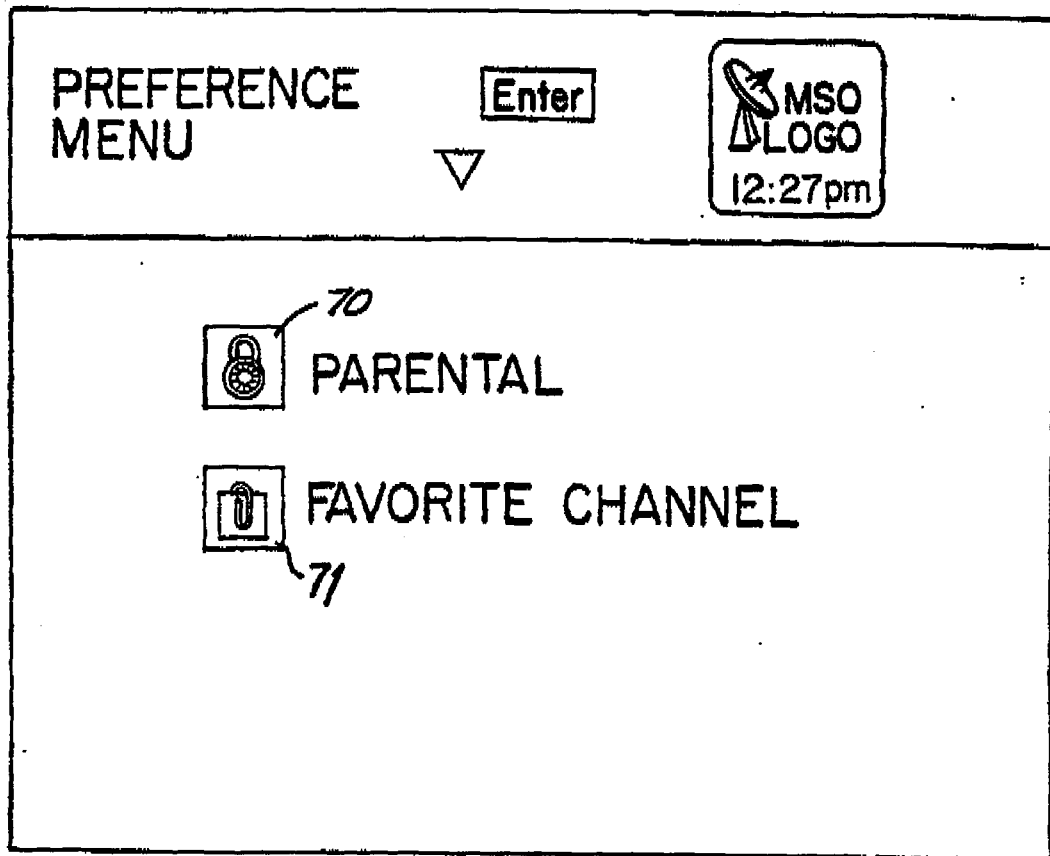 PREFERENCE
MENU
Enter
MSO
LOGO
12:27pm
70
PARENTAL
FAVORITE CHANNEL
71